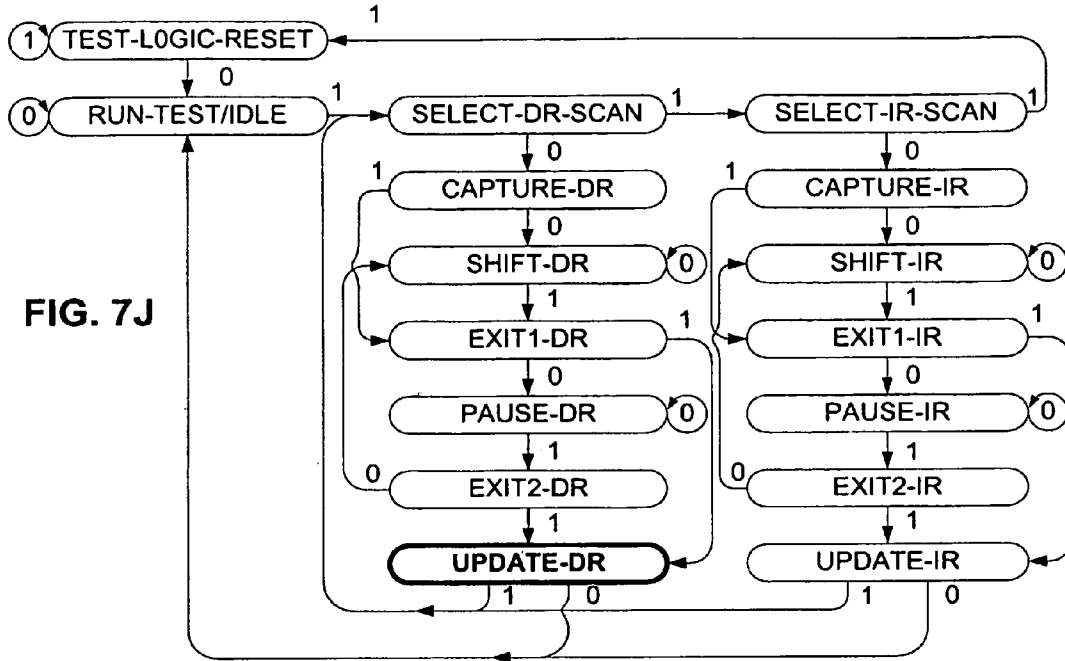 1
1 TEST-L0GIC-RESET
0
0 RUN-TEST/IDLE 1 SELECT-DR-SCAN 1 SELECT-IR-SCAN 1
0 0
1 CAPTURE-DR 1 CAPTURE-IR
0 0
SHIFT-DR 0 SHIFT-IR 0
FIG. 7J
1 1
EXIT1-DR 1 EXIT1-IR 1
0 0
PAUSE-DR 0 PAUSE-IR 0
1 1
0 EXIT2-DR 0 EXIT2-IR
1 1
UPDATE-DR UPDATE-IR
1 0 1 0